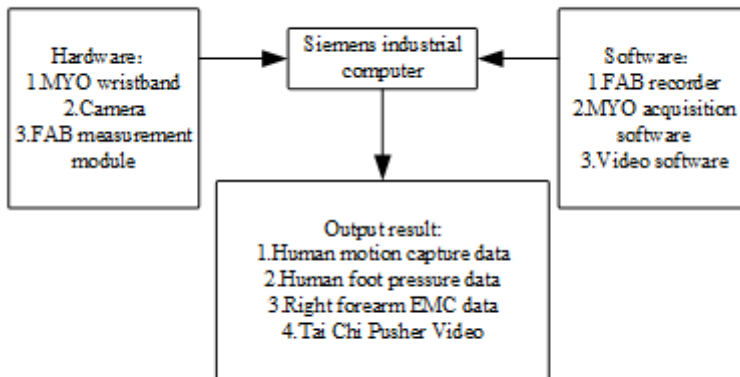 Hardware:
1.MYO wristband
2.Camera
3.FAB measurement
module
Siemens industrial
computer
Software:
1.FAB recorder
2.MYO acquisition
software
3.Video software
Output result:
1.Human motion capture data
2.Human foot pressure data
3.Right forearm EMC data
4.Tai Chi Pusher Video